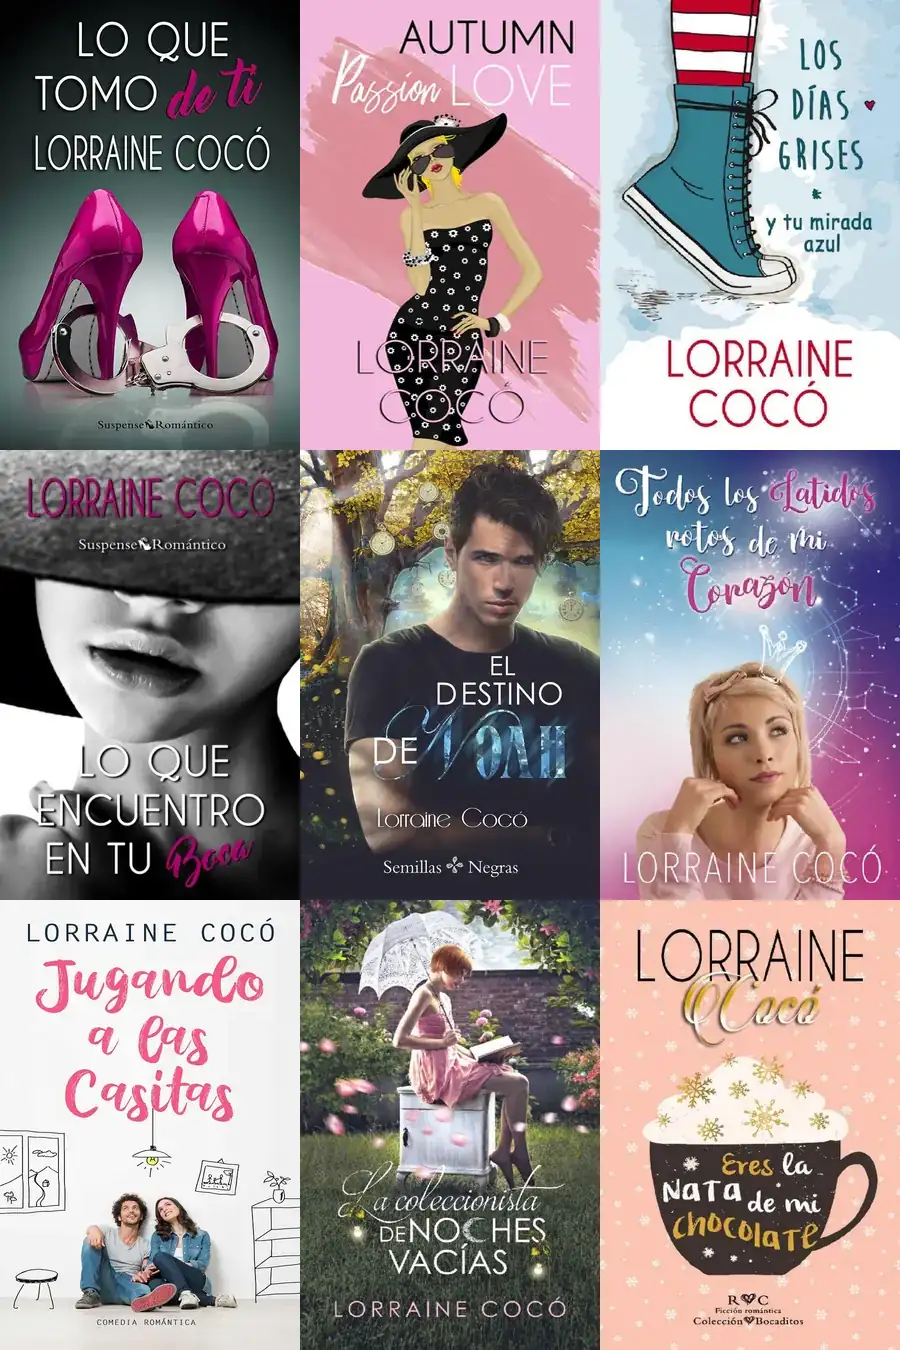 LO QUE
TOMO de ti
LORRAINE COCÓ
Suspense Romántico
AUTUMN
Passion LOVE
LORRAINE
COCÓ
LOS
DÍAS
GRISES
y tu mirada
azul
LORRAINE
COCÓ
LORRAINE COCÓ
Suspense Romántico
LO QUE
ENCUENTRO
EN TU Boca
EL
DESTINO
DE NOAH
Lorraine Cocó
Semillas Negras
Todos los Latidos
rotos de mi
Corazón
LORRAINE COCÓ
LORRAINE COCÓ
Jugando
a las
Casitas
COMEDIA ROMÁNTICA
La coleccionista
DE NOCHES
VACÍAS
LORRAINE COCÓ
LORRAINE
Cocó
Eres la
NATA de mi
chocolate
R C
Ficción romántica
Colección Bocaditos